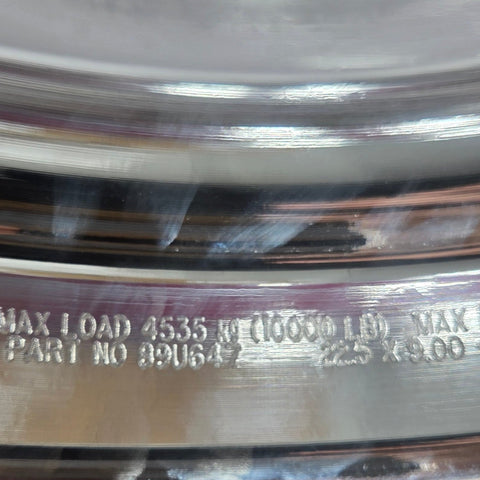 MAX LOAD 4535 KG (10000 LB) MAX
PART NO 89U647 22.5 X 9.00